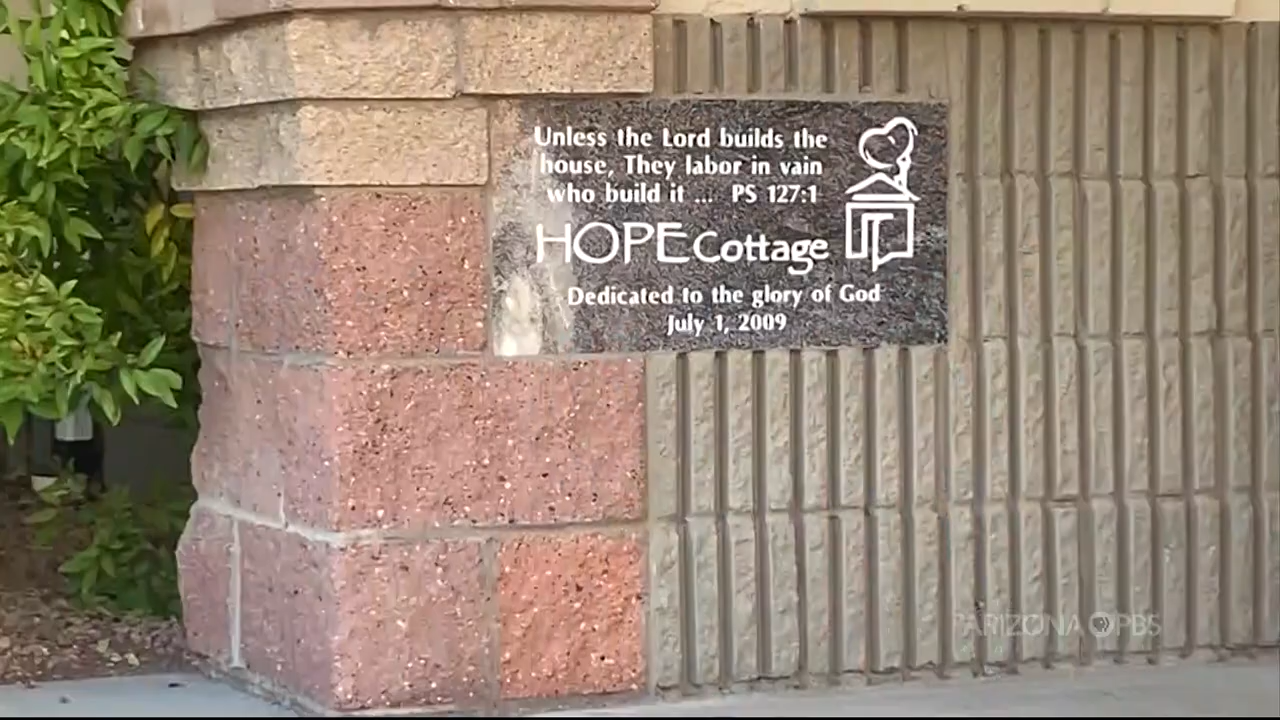 Unless the Lord builds the
house, They labor in vain
who build it ... PS 127:1
HOPE Cottage
Dedicated to the glory of God
July 1, 2009
ARIZONA PBS